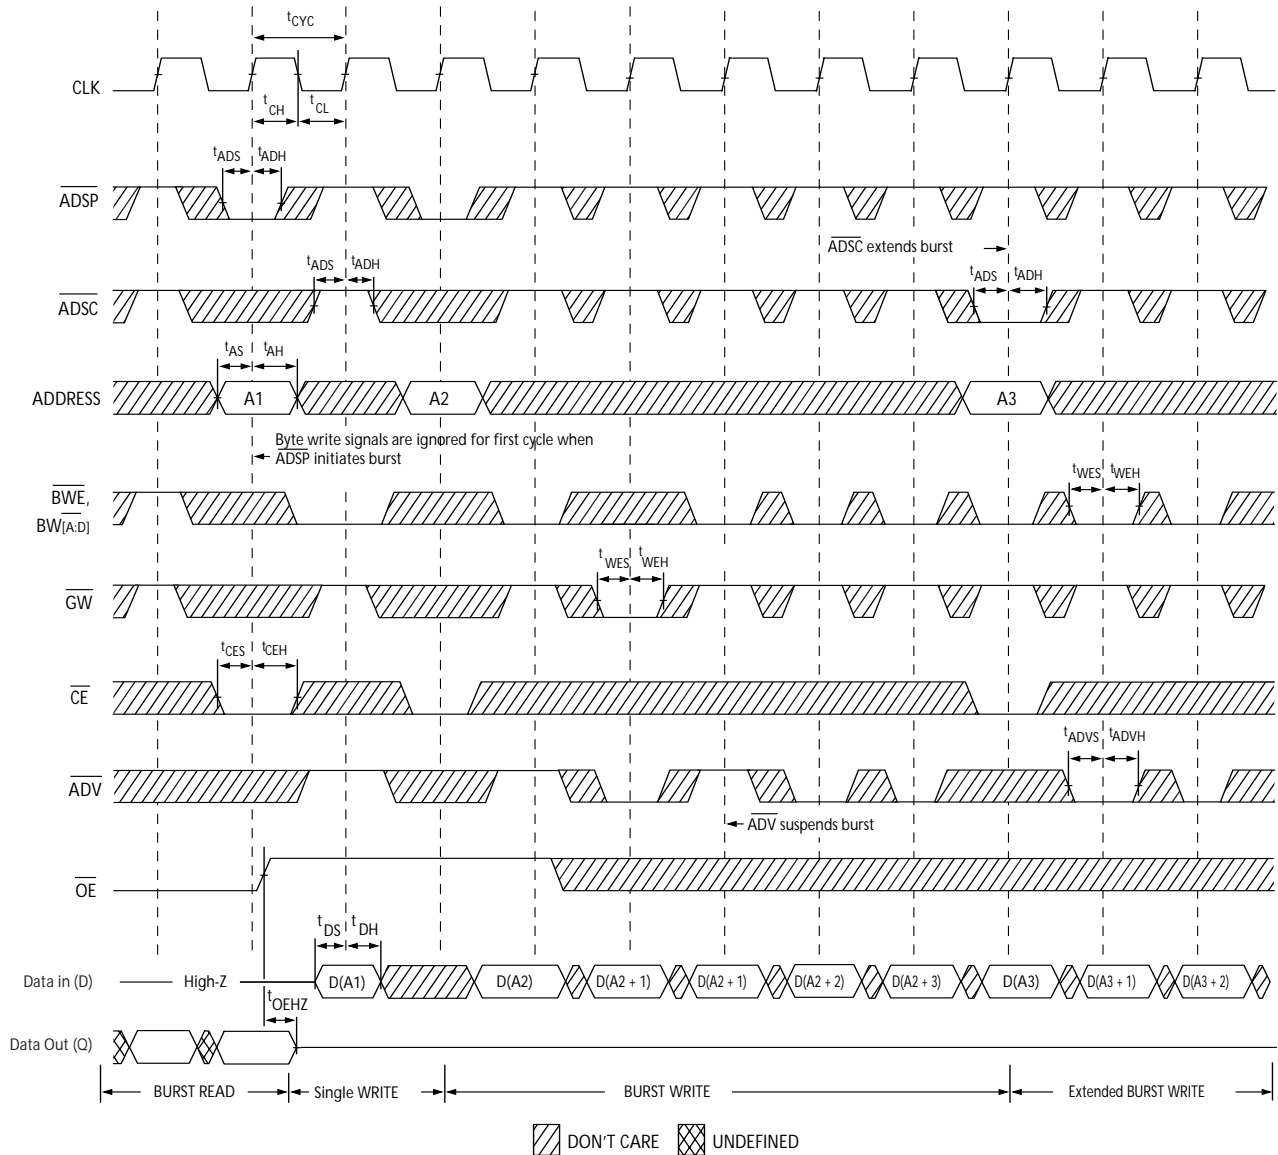 tCYC
CLK
tCH
tCL
tADS
tADH
ADSP
ADSC extends burst
tADS
tADH
tADS
tADH
ADSC
tAS
tAH
ADDRESS
A1
A2
A3
Byte write signals are ignored for first cycle when
ADSP initiates burst
tWES
tWEH
BWE,
BW[A:D]
tWES
tWEH
GW
tCES
tCEH
CE
tADVS
tADVH
ADV
ADV suspends burst
OE
tDS
tDH
Data in (D)
High-Z
D(A1)
D(A2)
D(A2 + 1)
D(A2 + 1)
D(A2 + 2)
D(A2 + 3)
D(A3)
D(A3 + 1)
D(A3 + 2)
tOEHZ
Data Out (Q)
BURST READ
Single WRITE
BURST WRITE
Extended BURST WRITE
DON'T CARE
UNDEFINED